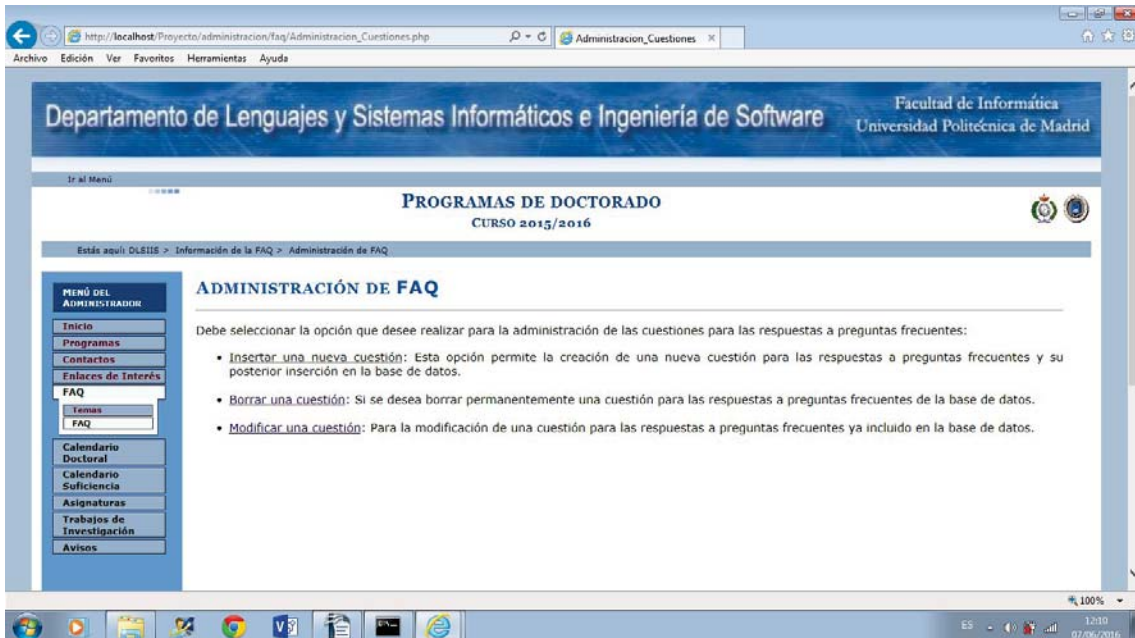 http://localhost/Proyecto/administracion/faq/Administracion_Cuestiones.php
Administracion_Cuestiones
Archivo Edición Ver Favoritos Herramientas Ayuda
Departamento de Lenguajes y Sistemas Informáticos e Ingeniería de Software
Facultad de Informática
Universidad Politécnica de Madrid
Ir al Menú
PROGRAMAS DE DOCTORADO
CURSO 2015/2016
Estás aquí: DLSIIS > Información de la FAQ > Administración de FAQ
MENÚ DEL
ADMINISTRADOR
Inicio
Programas
Contactos
Enlaces de Interés
FAQ
Temas
FAQ
Calendario
Doctoral
Calendario
Suficiencia
Asignaturas
Trabajos de
Investigación
Avisos
ADMINISTRACIÓN DE FAQ
Debe seleccionar la opción que desee realizar para la administración de las cuestiones para las respuestas a preguntas frecuentes:
• Insertar una nueva cuestión: Esta opción permite la creación de una nueva cuestión para las respuestas a preguntas frecuentes y su
posterior inserción en la base de datos.
• Borrar una cuestión: Si se desea borrar permanentemente una cuestión para las respuestas a preguntas frecuentes de la base de datos.
• Modificar una cuestión: Para la modificación de una cuestión para las respuestas a preguntas frecuentes ya incluido en la base de datos.
100%
ES
12:10
07/06/2016